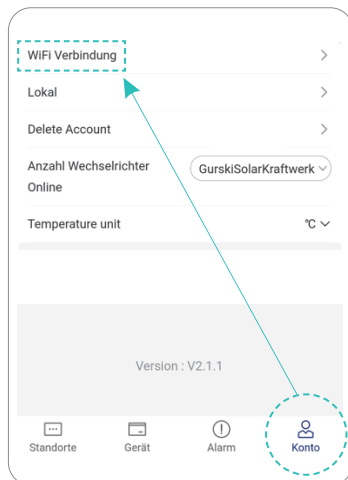 WiFi Verbindung
Lokal
Delete Account
Anzahl Wechselrichter
Online
GurskiSolarKraftwerk
Temperature unit
°C
Version : V2.1.1
Standorte
Gerät
Alarm
Konto